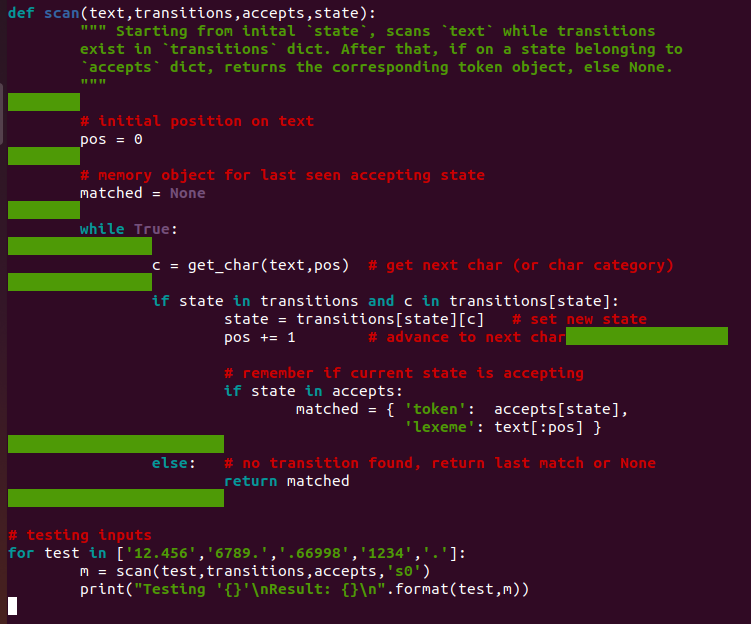 def scan(text,transitions,accepts,state):
        """ Starting from inital `state`, scans `text` while transitions
        exist in `transitions` dict. After that, if on a state belonging to
        `accepts` dict, returns the corresponding token object, else None.
        """
        # initial position on text
        pos = 0
        # memory object for last seen accepting state
        matched = None
        while True:
                c = get_char(text,pos)  # get next char (or char category)
                if state in transitions and c in transitions[state]:
                        state = transitions[state][c]   # set new state
                        pos += 1        # advance to next char
                        # remember if current state is accepting
                        if state in accepts:
                                matched = { 'token':  accepts[state],
                                            'lexeme': text[:pos] }
                else:   # no transition found, return last match or None
                        return matched
# testing inputs
for test in ['12.456','6789.','.66998','1234','.']:
        m = scan(test,transitions,accepts,'s0')
        print("Testing '{}'\nResult: {}\n".format(test,m))